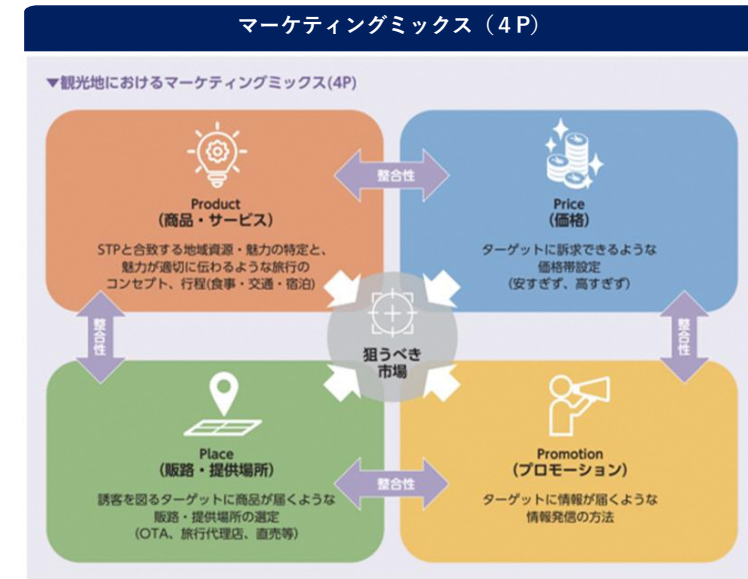 マーケティングミックス（４Ｐ）
▼観光地におけるマーケティングミックス(4P)
Product
（商品・サービス）
STPと合致する地域資源・魅力の特定と、
魅力が適切に伝わるような旅行の
コンセプト、行程(食事・交通・宿泊)
整合性
Price
（価格）
ターゲットに訴求できるような
価格帯設定
（安すぎず、高すぎず）
整合性
狙うべき
市場
整合性
Place
（販路・提供場所）
誘客を図るターゲットに商品が届くような
販路・提供場所の選定
（OTA、旅行代理店、直売等）
整合性
Promotion
（プロモーション）
ターゲットに情報が届くような
情報発信の方法